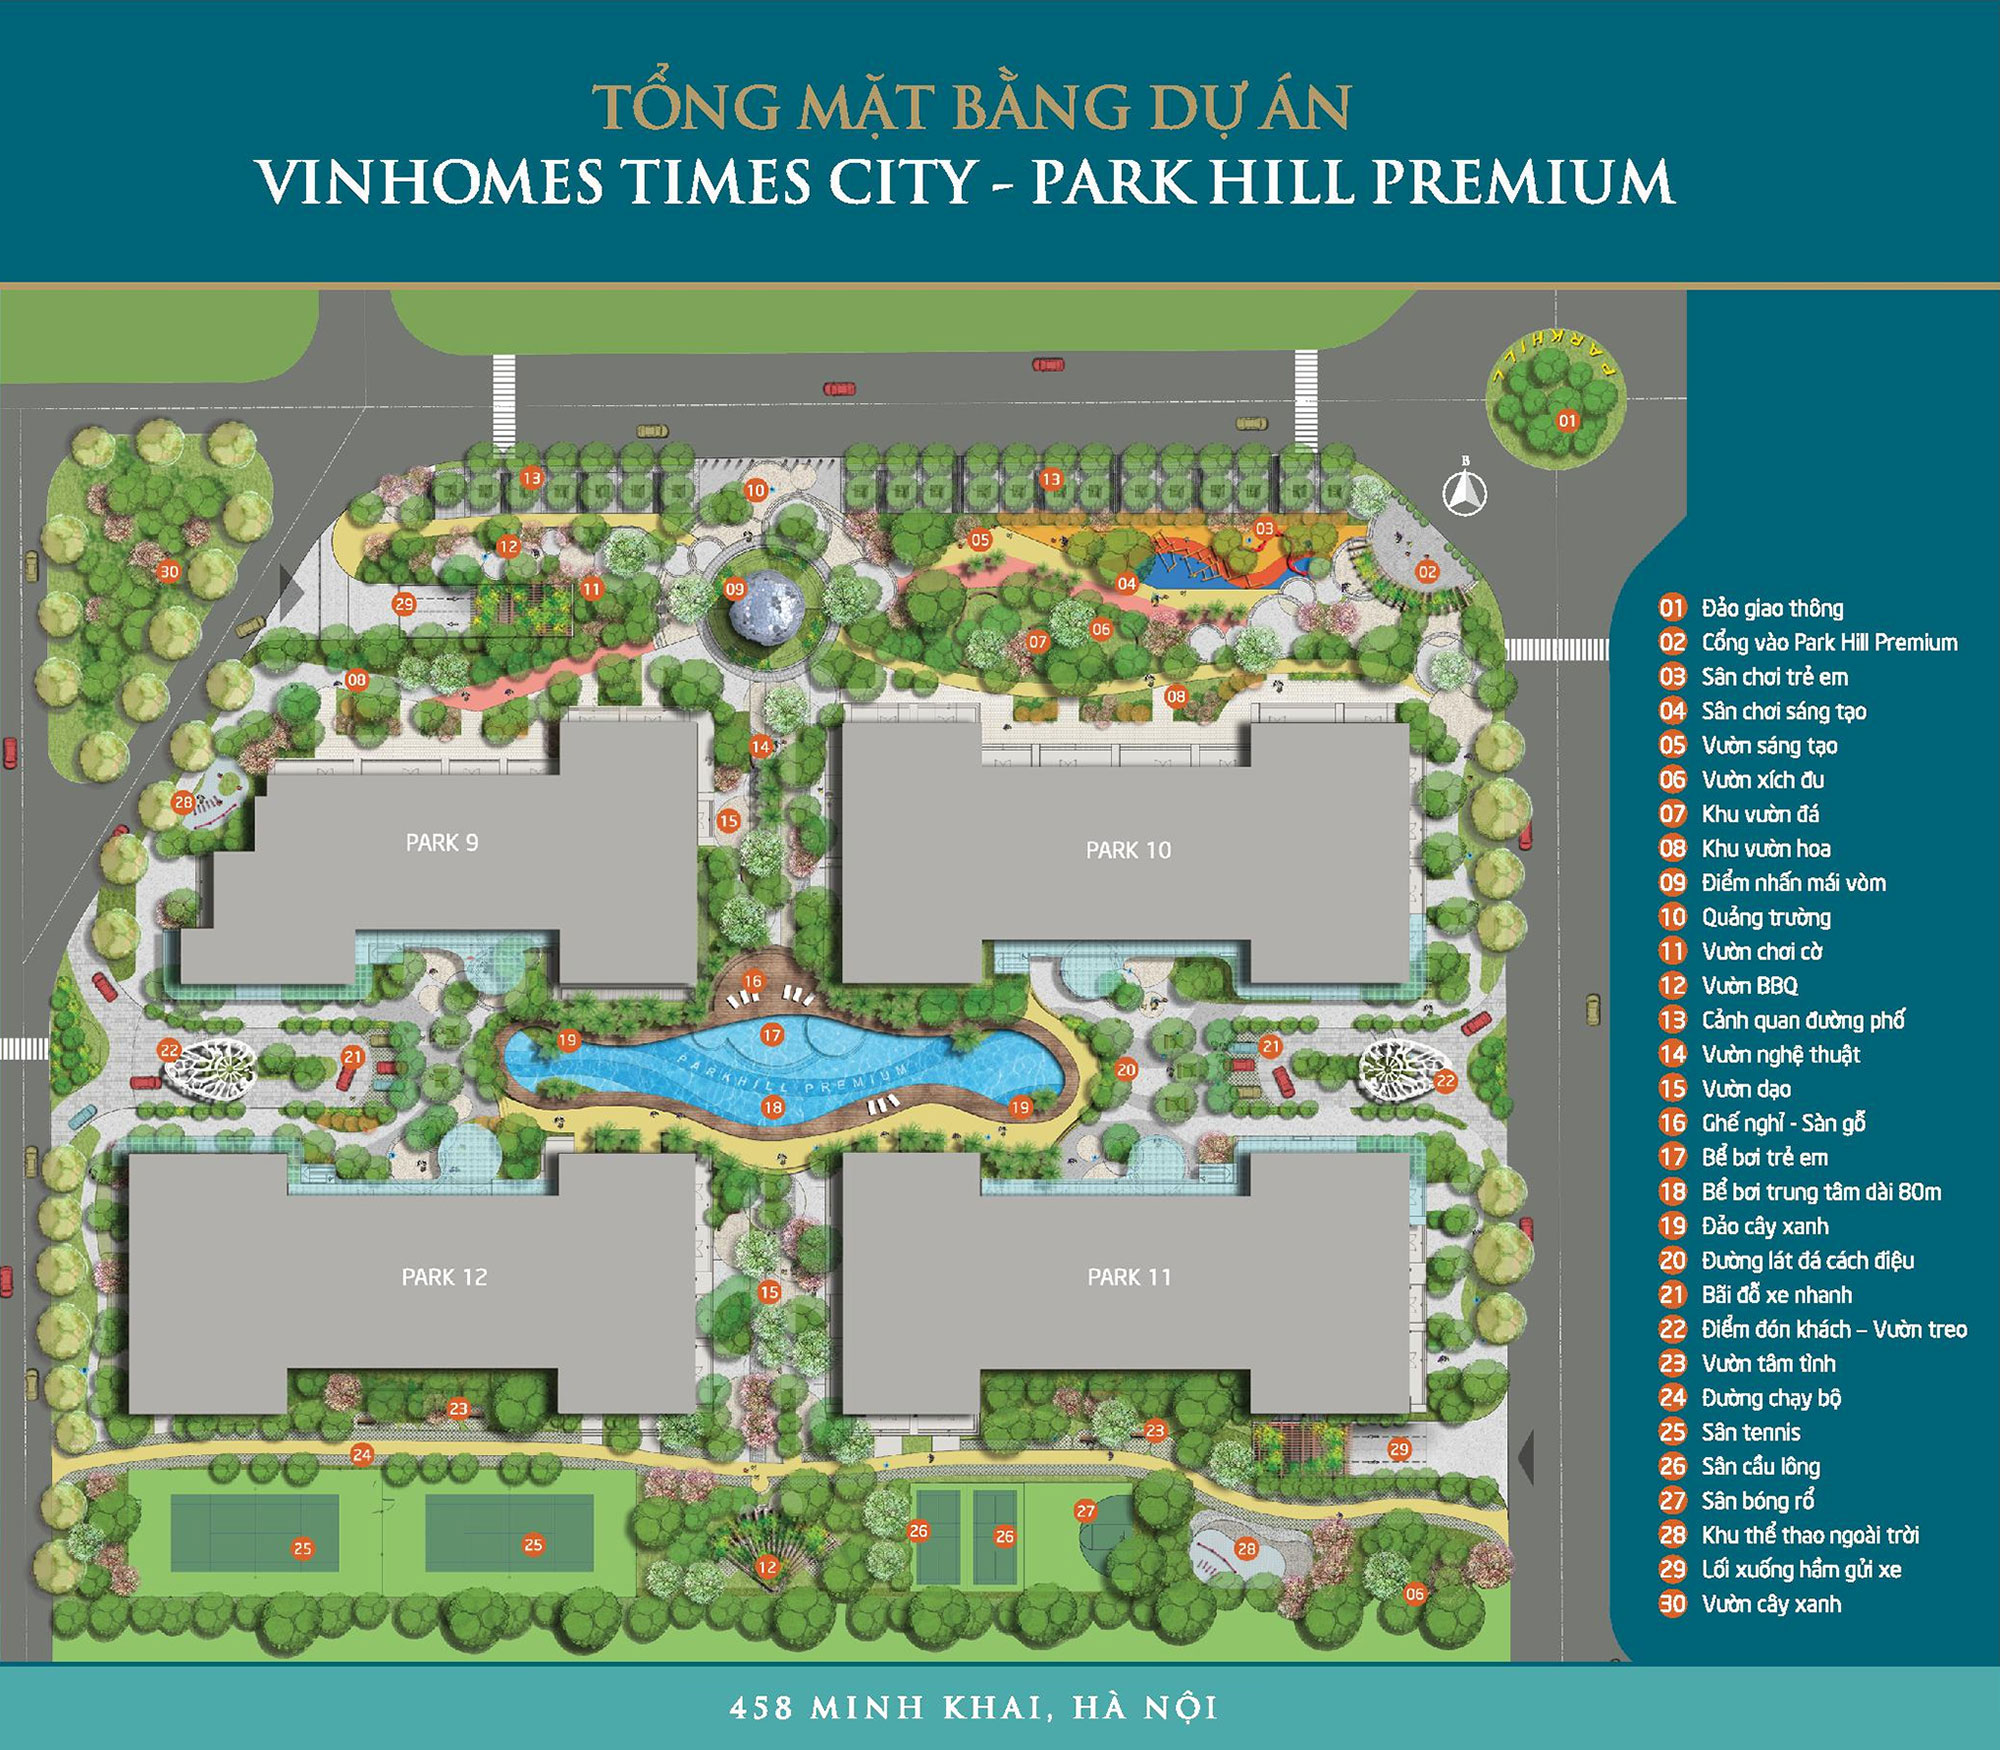 TỔNG MẶT BẰNG DỰ ÁN
VINHOMES TIMES CITY - PARK HILL PREMIUM
PARKHILL
01
B
13
10
13
03
05
12
02
04
11
09
29
06
07
30
08
08
14
28
15
PARK 9
PARK 10
16
17
19
22
21
21
20
22
PARKHILL PREMIUM
18
19
PARK 12
PARK 11
15
23
23
24
29
27
26
26
25
25
28
12
06
01 Đảo giao thông
02 Cổng vào Park Hill Premium
03 Sân chơi trẻ em
04 Sân chơi sáng tạo
05 Vườn sáng tạo
06 Vườn xích đu
07 Khu vườn đá
08 Khu vườn hoa
09 Điểm nhấn mái vòm
10 Quảng trường
11 Vườn chơi cờ
12 Vườn BBQ
13 Cảnh quan đường phố
14 Vườn nghệ thuật
15 Vườn dạo
16 Ghế nghỉ - Sàn gỗ
17 Bể bơi trẻ em
18 Bể bơi trung tâm dài 80m
19 Đảo cây xanh
20 Đường lát đá cách điệu
21 Bãi đỗ xe nhanh
22 Điểm đón khách – Vườn treo
23 Vườn tâm tình
24 Đường chạy bộ
25 Sân tennis
26 Sân cầu lông
27 Sân bóng rổ
28 Khu thể thao ngoài trời
29 Lối xuống hầm gửi xe
30 Vườn cây xanh
458 MINH KHAI, HÀ NỘI